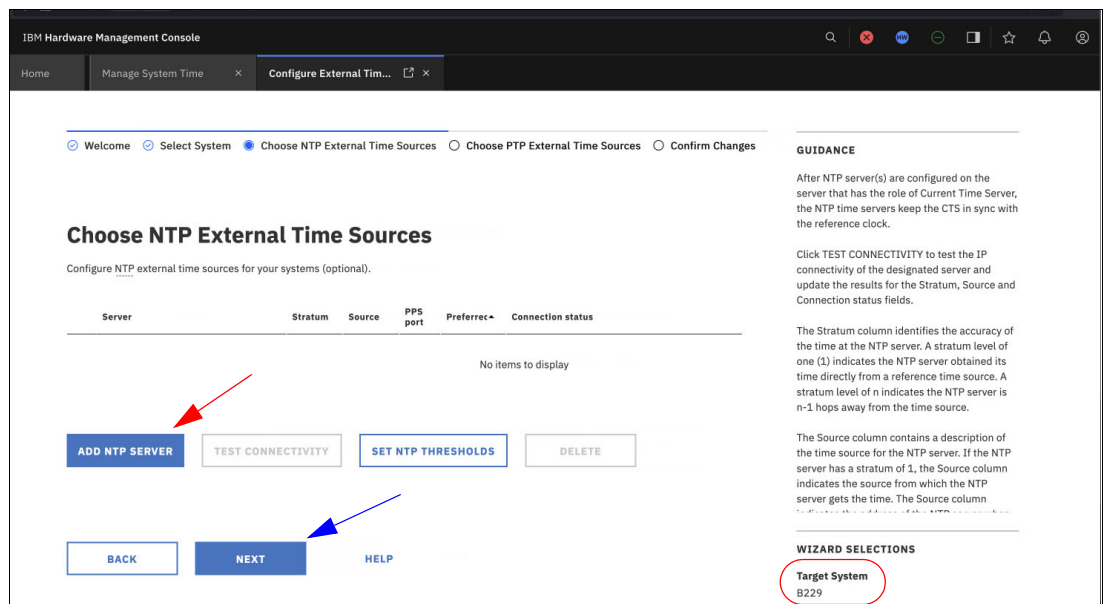 IBM Hardware Management Console
HW
Home
Manage System Time ×
Configure External Tim... ×
Welcome
Select System
Choose NTP External Time Sources
Choose PTP External Time Sources
Confirm Changes
Choose NTP External Time Sources
Configure NTP external time sources for your systems (optional).
Server Stratum Source PPS port Preferrec Connection status
No items to display
ADD NTP SERVER
TEST CONNECTIVITY
SET NTP THRESHOLDS
DELETE
BACK
NEXT
HELP
GUIDANCE
After NTP server(s) are configured on the
server that has the role of Current Time Server,
the NTP time servers keep the CTS in sync with
the reference clock.
Click TEST CONNECTIVITY to test the IP
connectivity of the designated server and
update the results for the Stratum, Source and
Connection status fields.
The Stratum column identifies the accuracy of
the time at the NTP server. A stratum level of
one (1) indicates the NTP server obtained its
time directly from a reference time source. A
stratum level of n indicates the NTP server is
n-1 hops away from the time source.
The Source column contains a description of
the time source for the NTP server. If the NTP
server has a stratum of 1, the Source column
indicates the source from which the NTP
server gets the time. The Source column
WIZARD SELECTIONS
Target System
B229